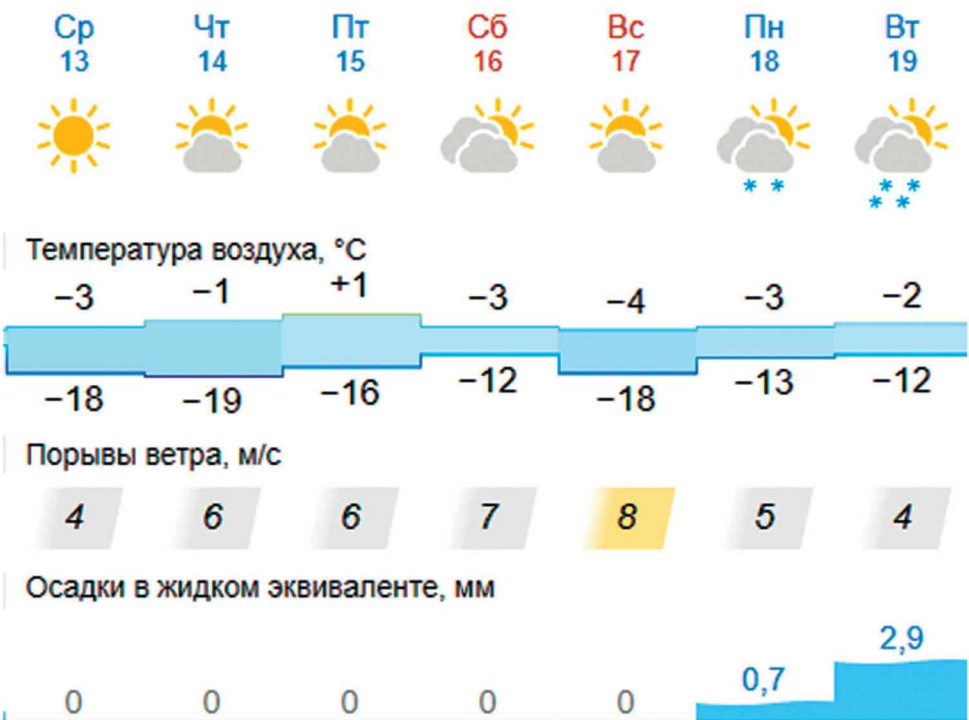 Ср Чт Пт Сб Вс Пн Вт
13 14 15 16 17 18 19
Температура воздуха, °C
−3 −1 +1 −3 −4 −3 −2
−18 −19 −16 −12 −18 −13 −12
Порывы ветра, м/с
4 6 6 7 8 5 4
Осадки в жидком эквиваленте, мм
0 0 0 0 0 0,7 2,9